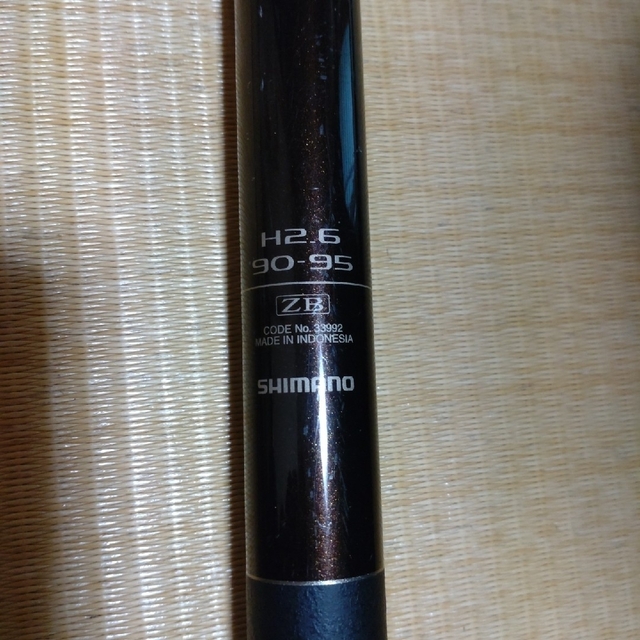 H2.6
90-95
ZB
CODE No. 33992
MADE IN INDONESIA
SHIMANO